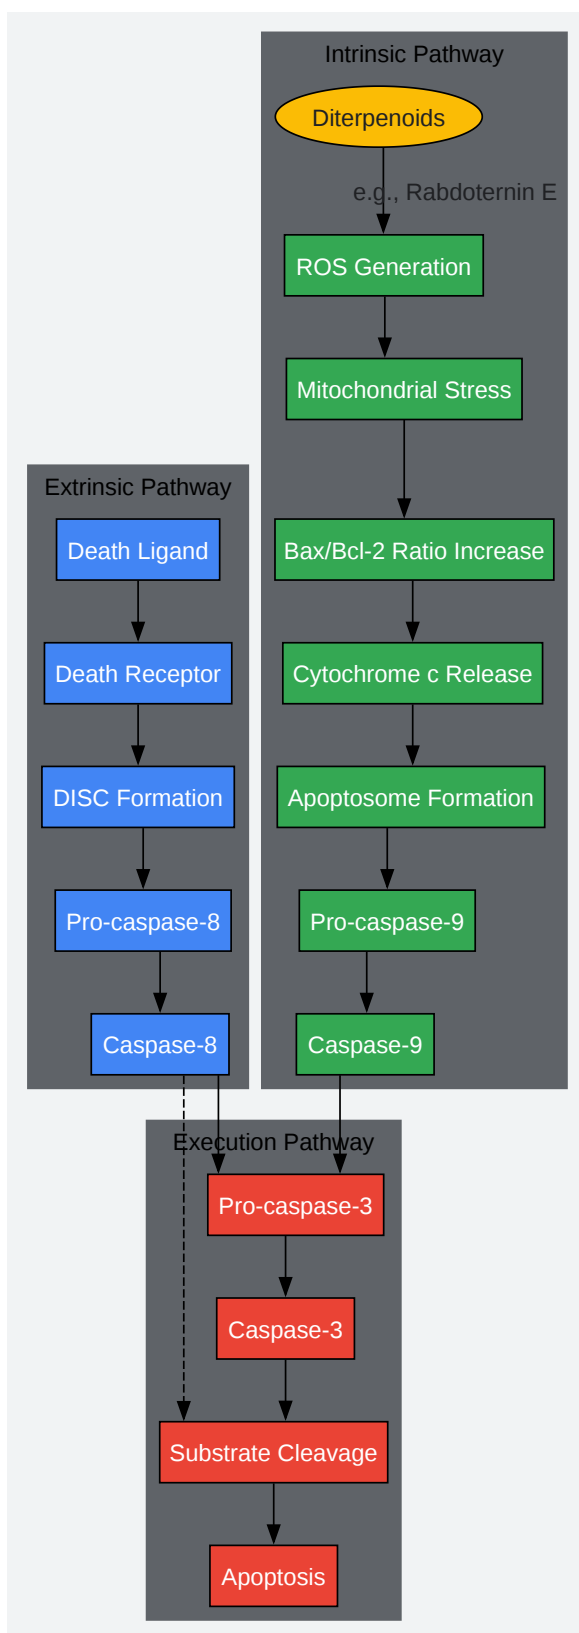 Intrinsic Pathway
Diterpenoids
e.g., Rabdoternin E
ROS Generation
Mitochondrial Stress
Extrinsic Pathway
Death Ligand
Bax/Bcl-2 Ratio Increase
Death Receptor
Cytochrome c Release
DISC Formation
Apoptosome Formation
Pro-caspase-8
Pro-caspase-9
Caspase-8
Caspase-9
Execution Pathway
Pro-caspase-3
Caspase-3
Substrate Cleavage
Apoptosis